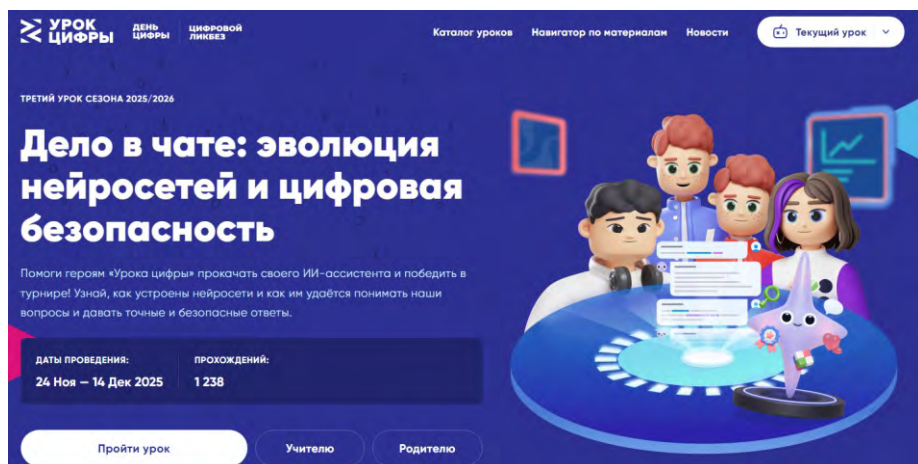 УРОК ЦИФРЫ
ДЕНЬ ЦИФРЫ
ЦИФРОВОЙ ЛИКБЕЗ
Каталог уроков
Навигатор по материалам
Новости
Текущий урок
ТРЕТИЙ УРОК СЕЗОНА 2025/2026
Дело в чате: эволюция
нейросетей и цифровая
безопасность
Помоги героям «Урока цифры» прокачать своего ИИ-ассистента и победить в
турнире! Узнай, как устроены нейросети и как им удаётся понимать наши
вопросы и давать точные и безопасные ответы.
ДАТЫ ПРОВЕДЕНИЯ:
24 Ноя — 14 Дек 2025
ПРОХОЖДЕНИЙ:
1 238
Пройти урок
Учителю
Родителю